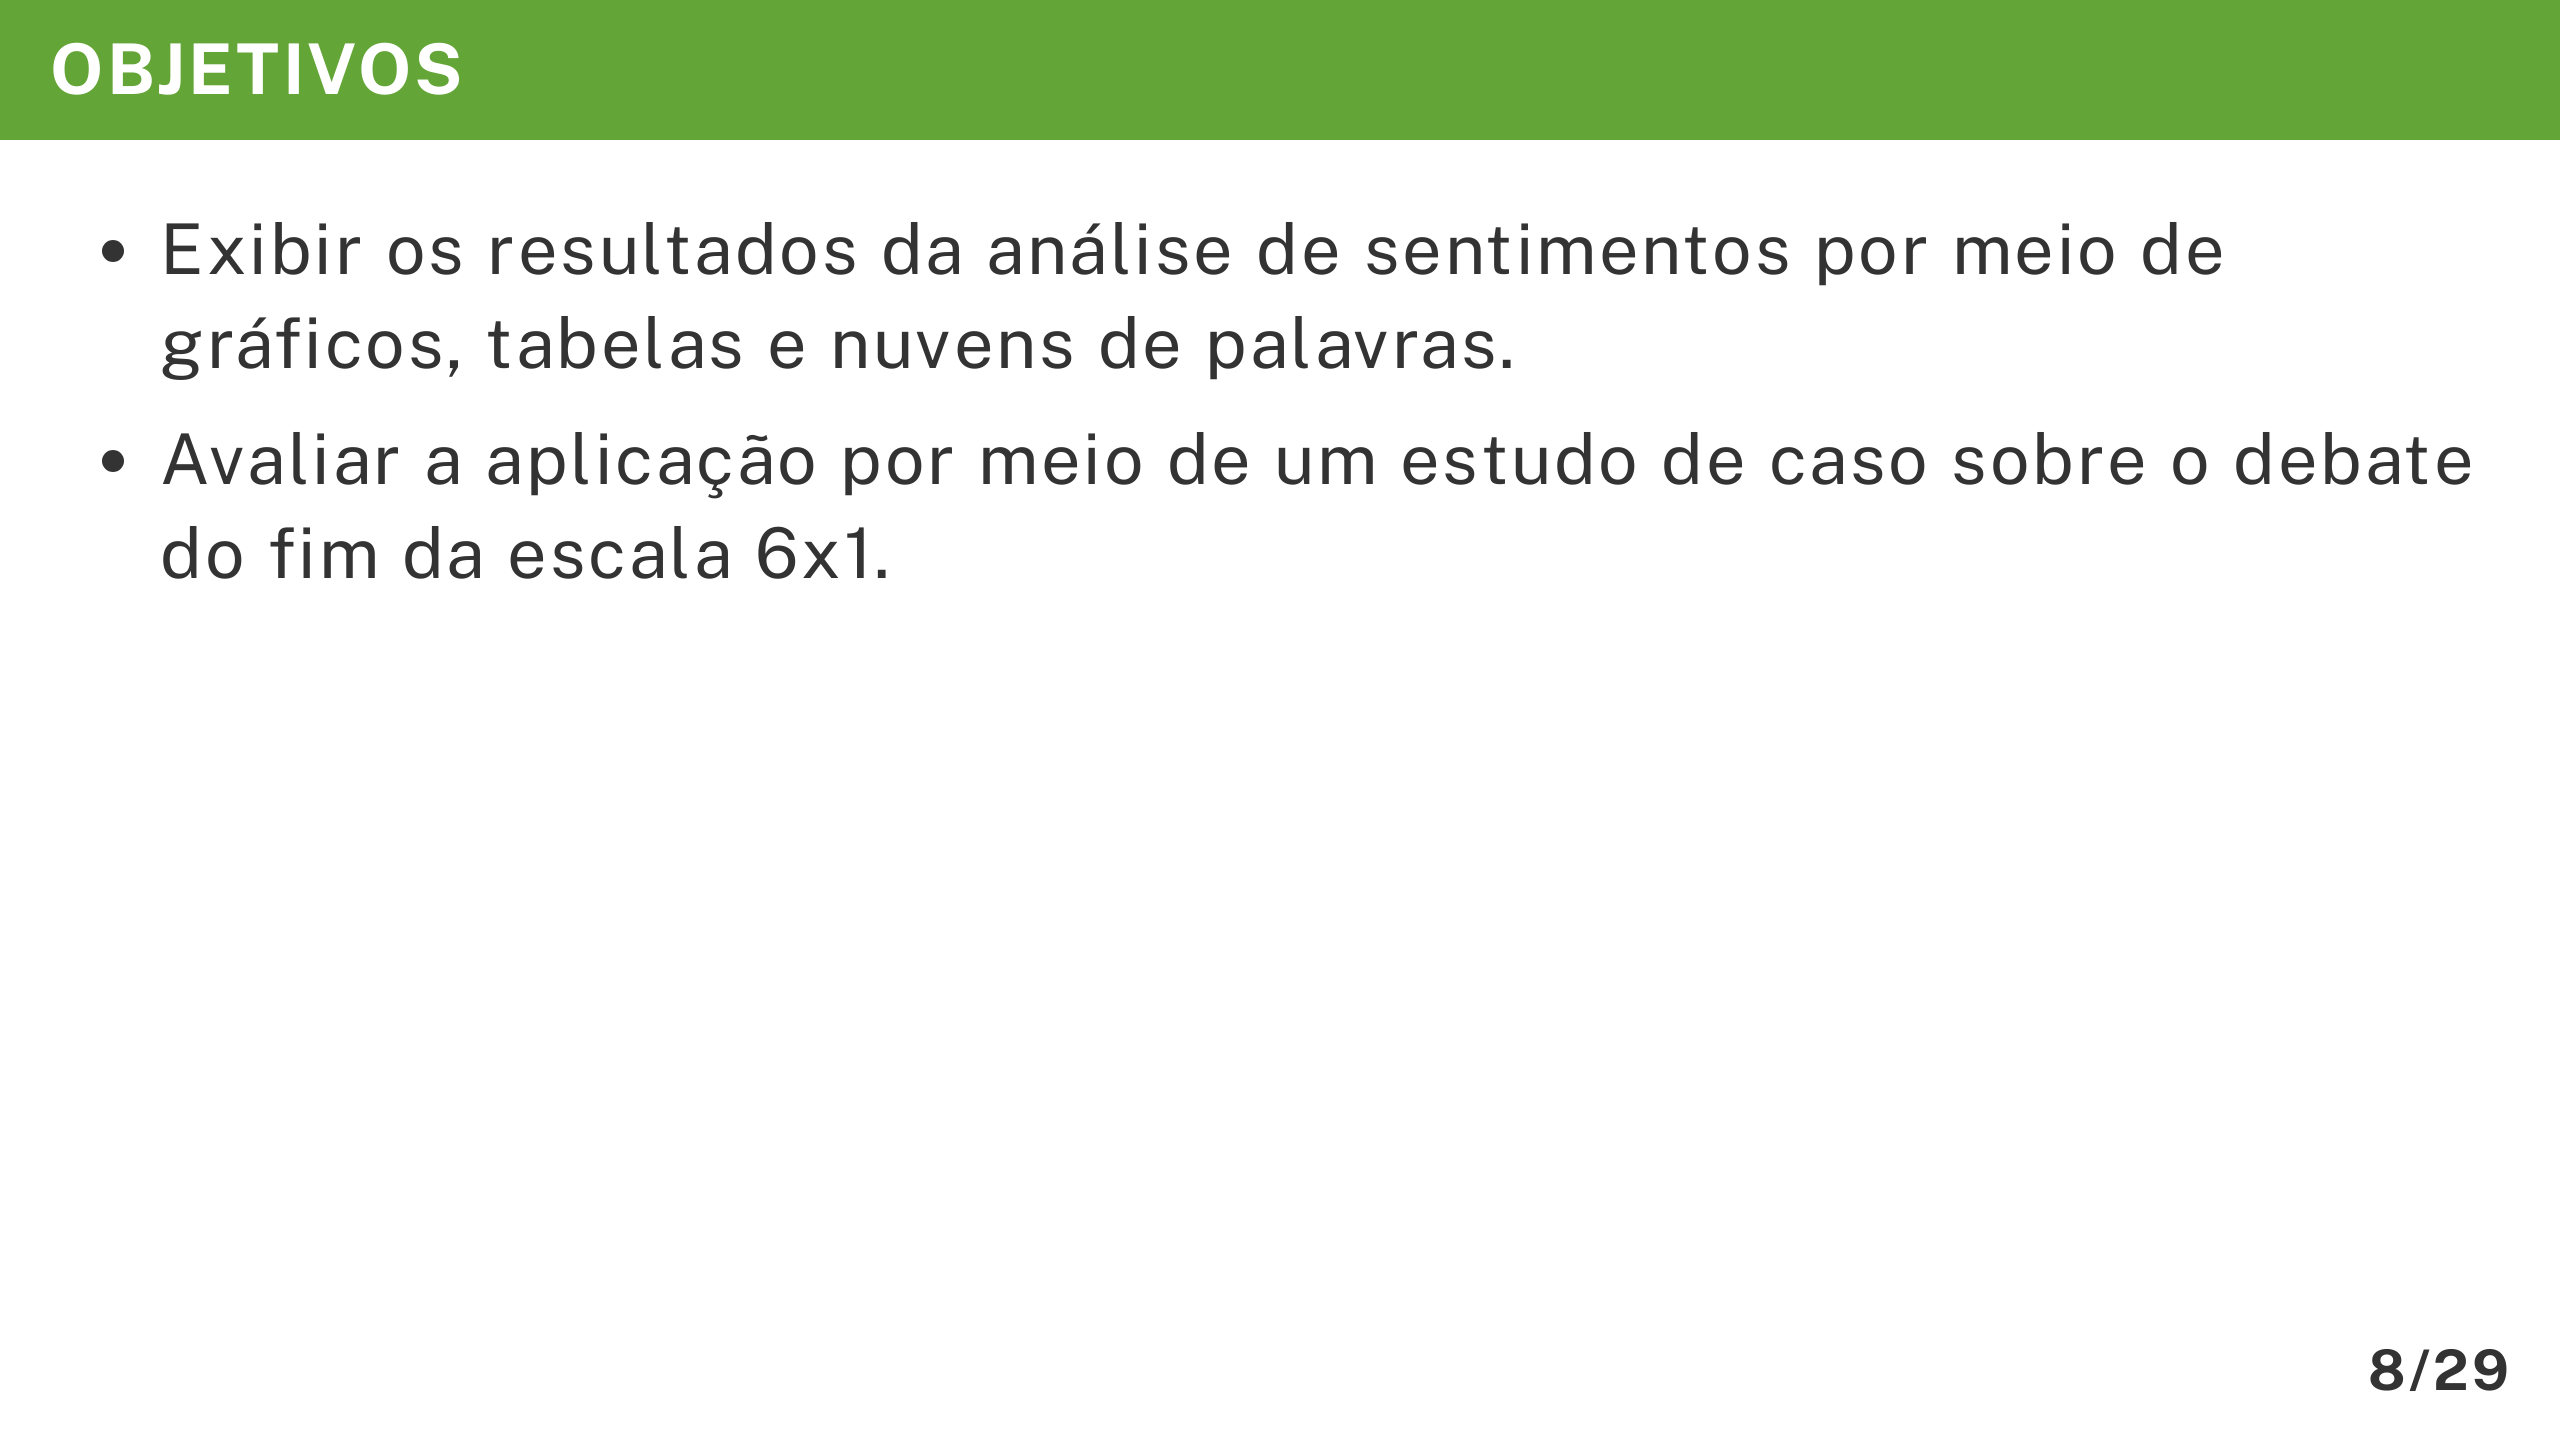 OBJETIVOS
• Exibir os resultados da análise de sentimentos por meio de
gráficos, tabelas e nuvens de palavras.
• Avaliar a aplicação por meio de um estudo de caso sobre o debate
do fim da escala 6x1.
8/29